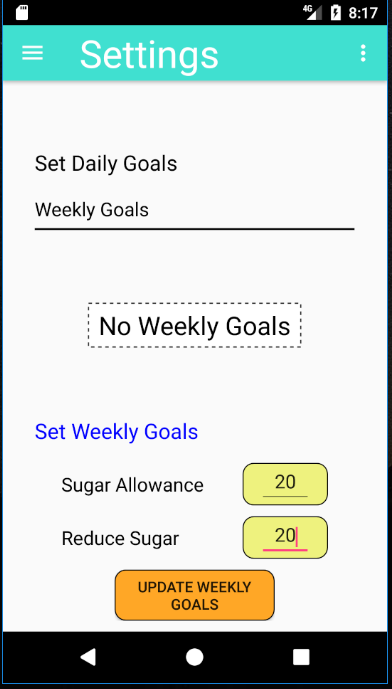 4G 8:17
Settings
Set Daily Goals
Weekly Goals
No Weekly Goals
Set Weekly Goals
Sugar Allowance 20
Reduce Sugar 20
UPDATE WEEKLY
GOALS